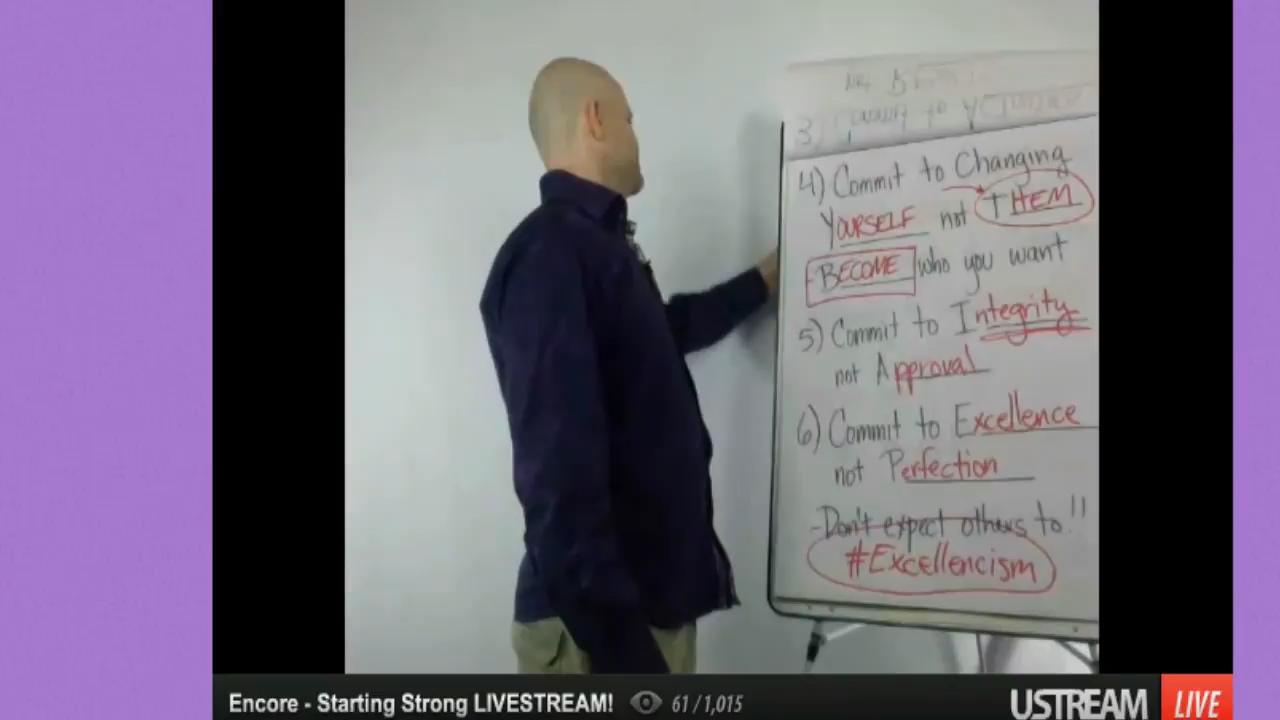 3) Commit to
4) Commit to Changing
YOURSELF not THEM
-BECOME who you want
5) Commit to Integrity
not Approval
6) Commit to Excellence
not Perfection
-Don't expect others to!!
#Excellencism
Encore - Starting Strong LIVESTREAM! 61 / 1,015 USTREAM LIVE